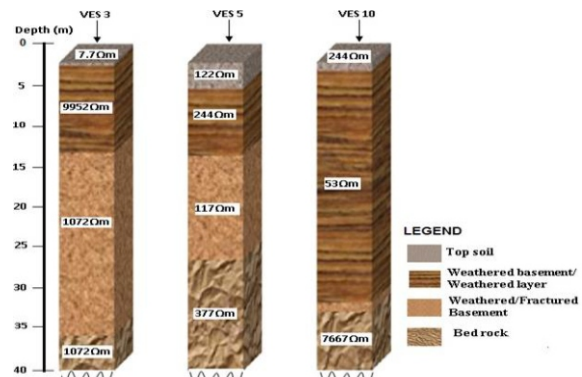 VES 3
VES 5
VES 10
Depth (m)
0
5
10
15
20
25
30
35
40
7.7Ωm
9952Ωm
1072Ωm
1072Ωm
122Ωm
244Ωm
117Ωm
377Ωm
244Ωm
53Ωm
7667Ωm
LEGEND
Top soil
Weathered basement/
Weathered layer
Weathered/Fractured
Basement
Bed rock